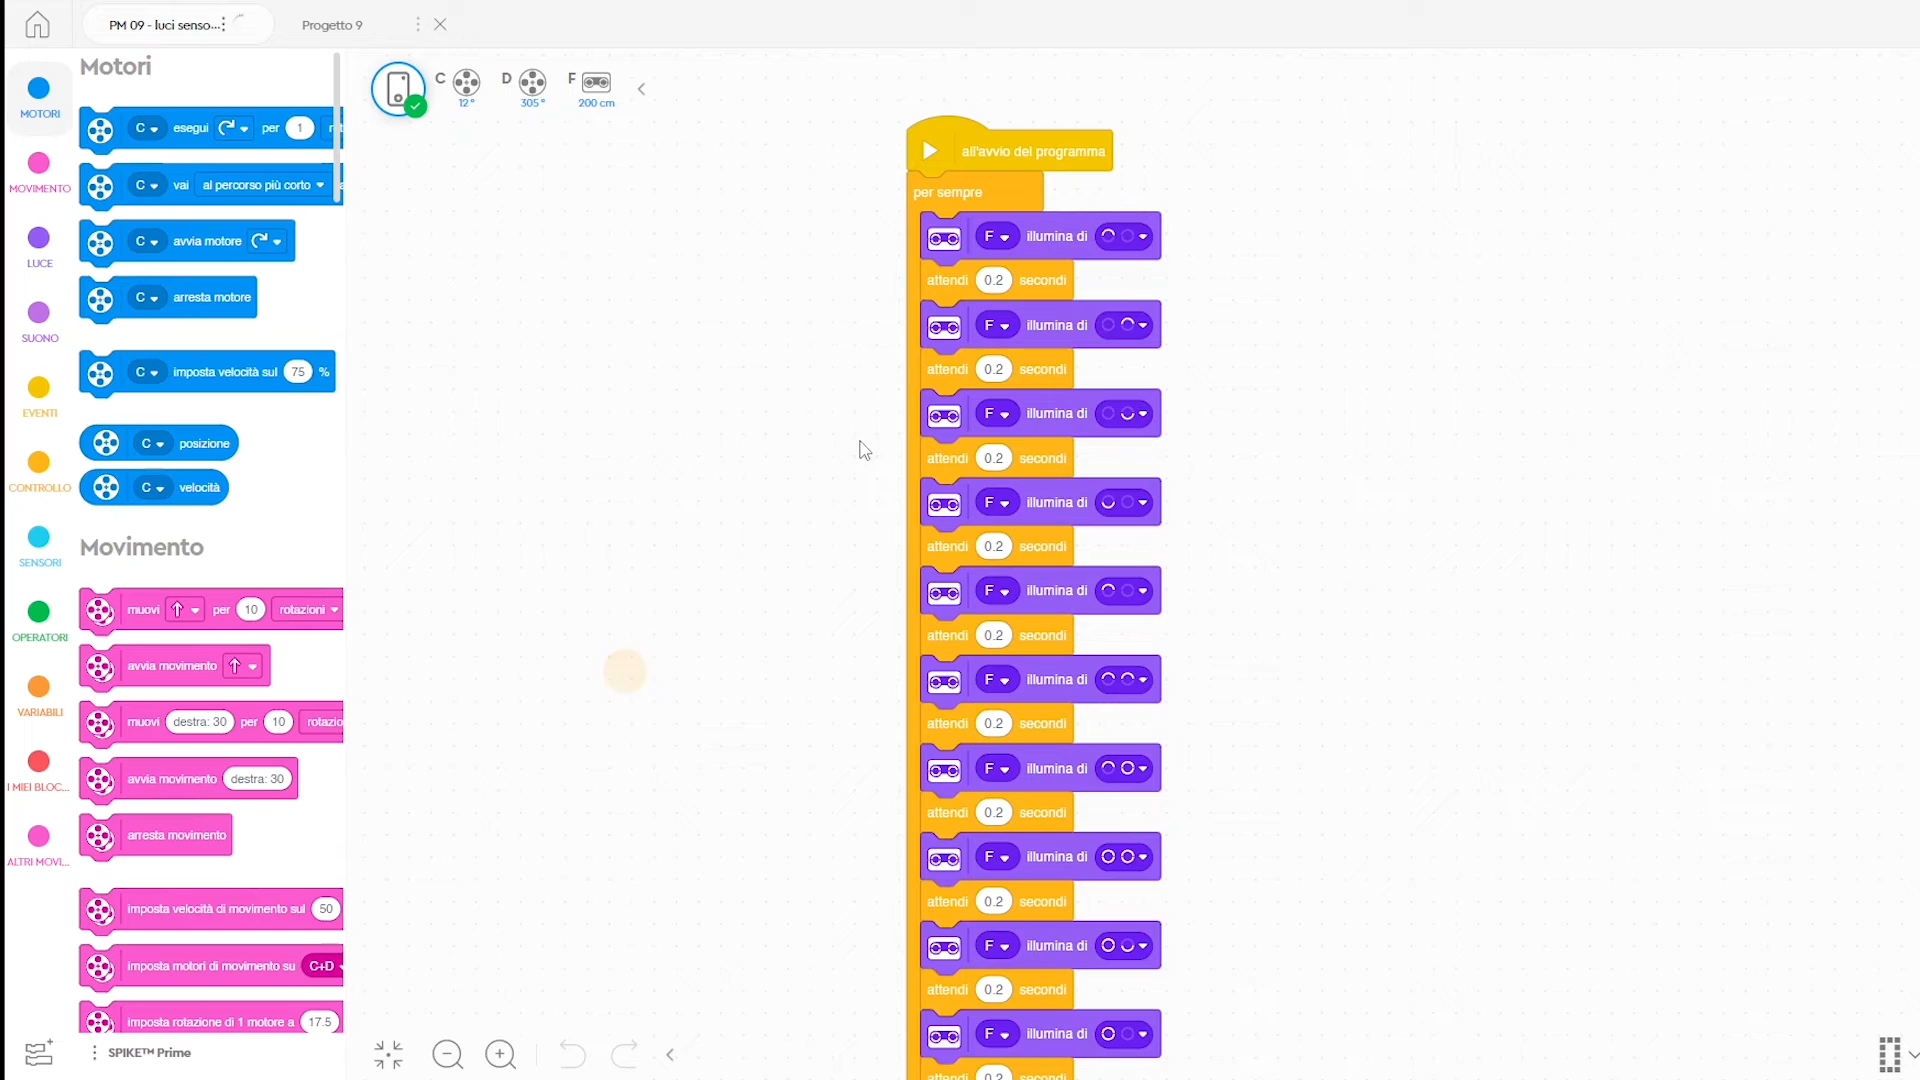 PM 09 - luci senso...
Progetto 9
Motori
MOTORI
MOVIMENTO
LUCE
SUONO
EVENTI
CONTROLLO
SENSORI
OPERATORI
VARIABILI
I MIEI BLOC...
ALTRI MOVI...
C esegui per 1
C vai al percorso più corto
C avvia motore
C arresta motore
C imposta velocità sul 75 %
C posizione
C velocità
Movimento
muovi per 10 rotazioni
avvia movimento
muovi destra: 30 per 10
avvia movimento destra: 30
arresta movimento
imposta velocità di movimento sul 50
imposta motori di movimento su C+D
imposta rotazione di 1 motore a 17.5
SPIKE™ Prime
C 12°
D 305°
F 200 cm
all'avvio del programma
per sempre
F illumina di
attendi 0.2 secondi
F illumina di
attendi 0.2 secondi
F illumina di
attendi 0.2 secondi
F illumina di
attendi 0.2 secondi
F illumina di
attendi 0.2 secondi
F illumina di
attendi 0.2 secondi
F illumina di
attendi 0.2 secondi
F illumina di
attendi 0.2 secondi
F illumina di
attendi 0.2 secondi
F illumina di
attendi 0.2 secondi